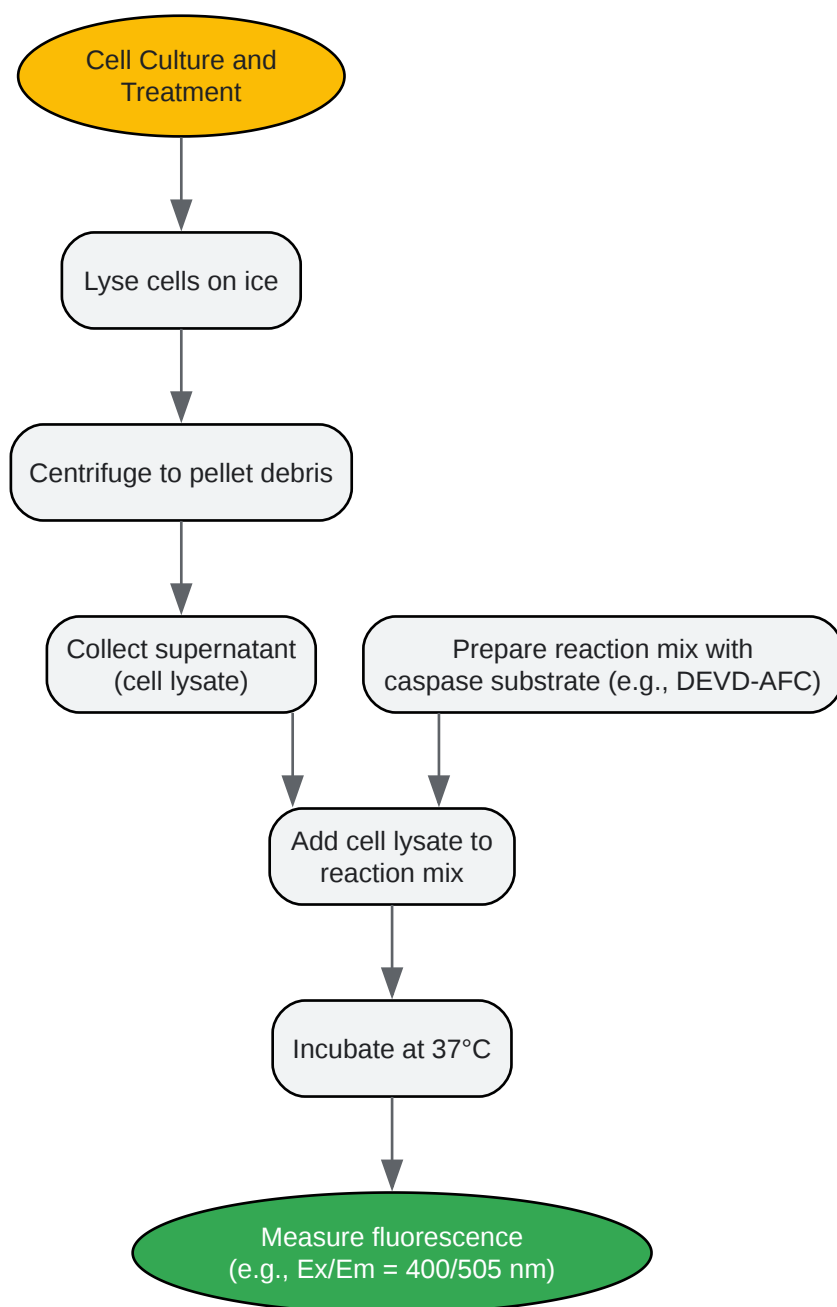 Cell Culture and
Treatment
Lyse cells on ice
Centrifuge to pellet debris
Collect supernatant
(cell lysate)
Prepare reaction mix with
caspase substrate (e.g., DEVD-AFC)
Add cell lysate to
reaction mix
Incubate at 37°C
Measure fluorescence
(e.g., Ex/Em = 400/505 nm)